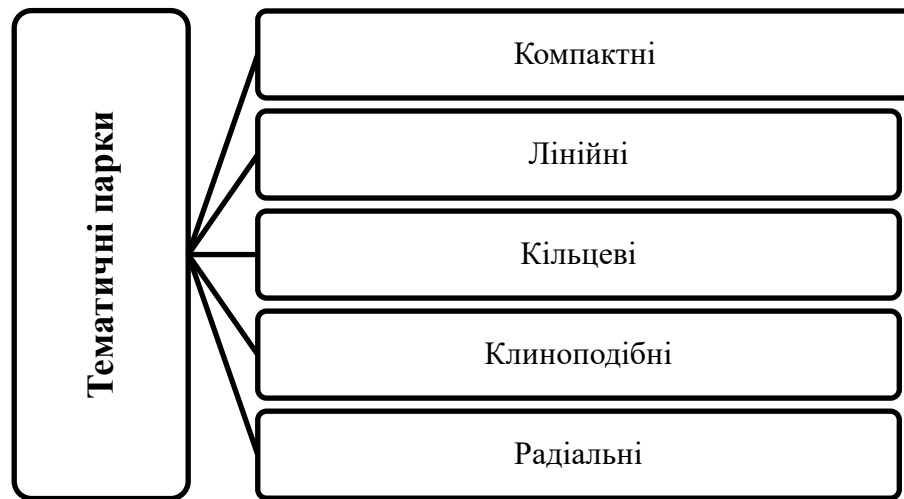 Тематичні парки
Компактні
Лінійні
Кільцеві
Клиноподібні
Радіальні